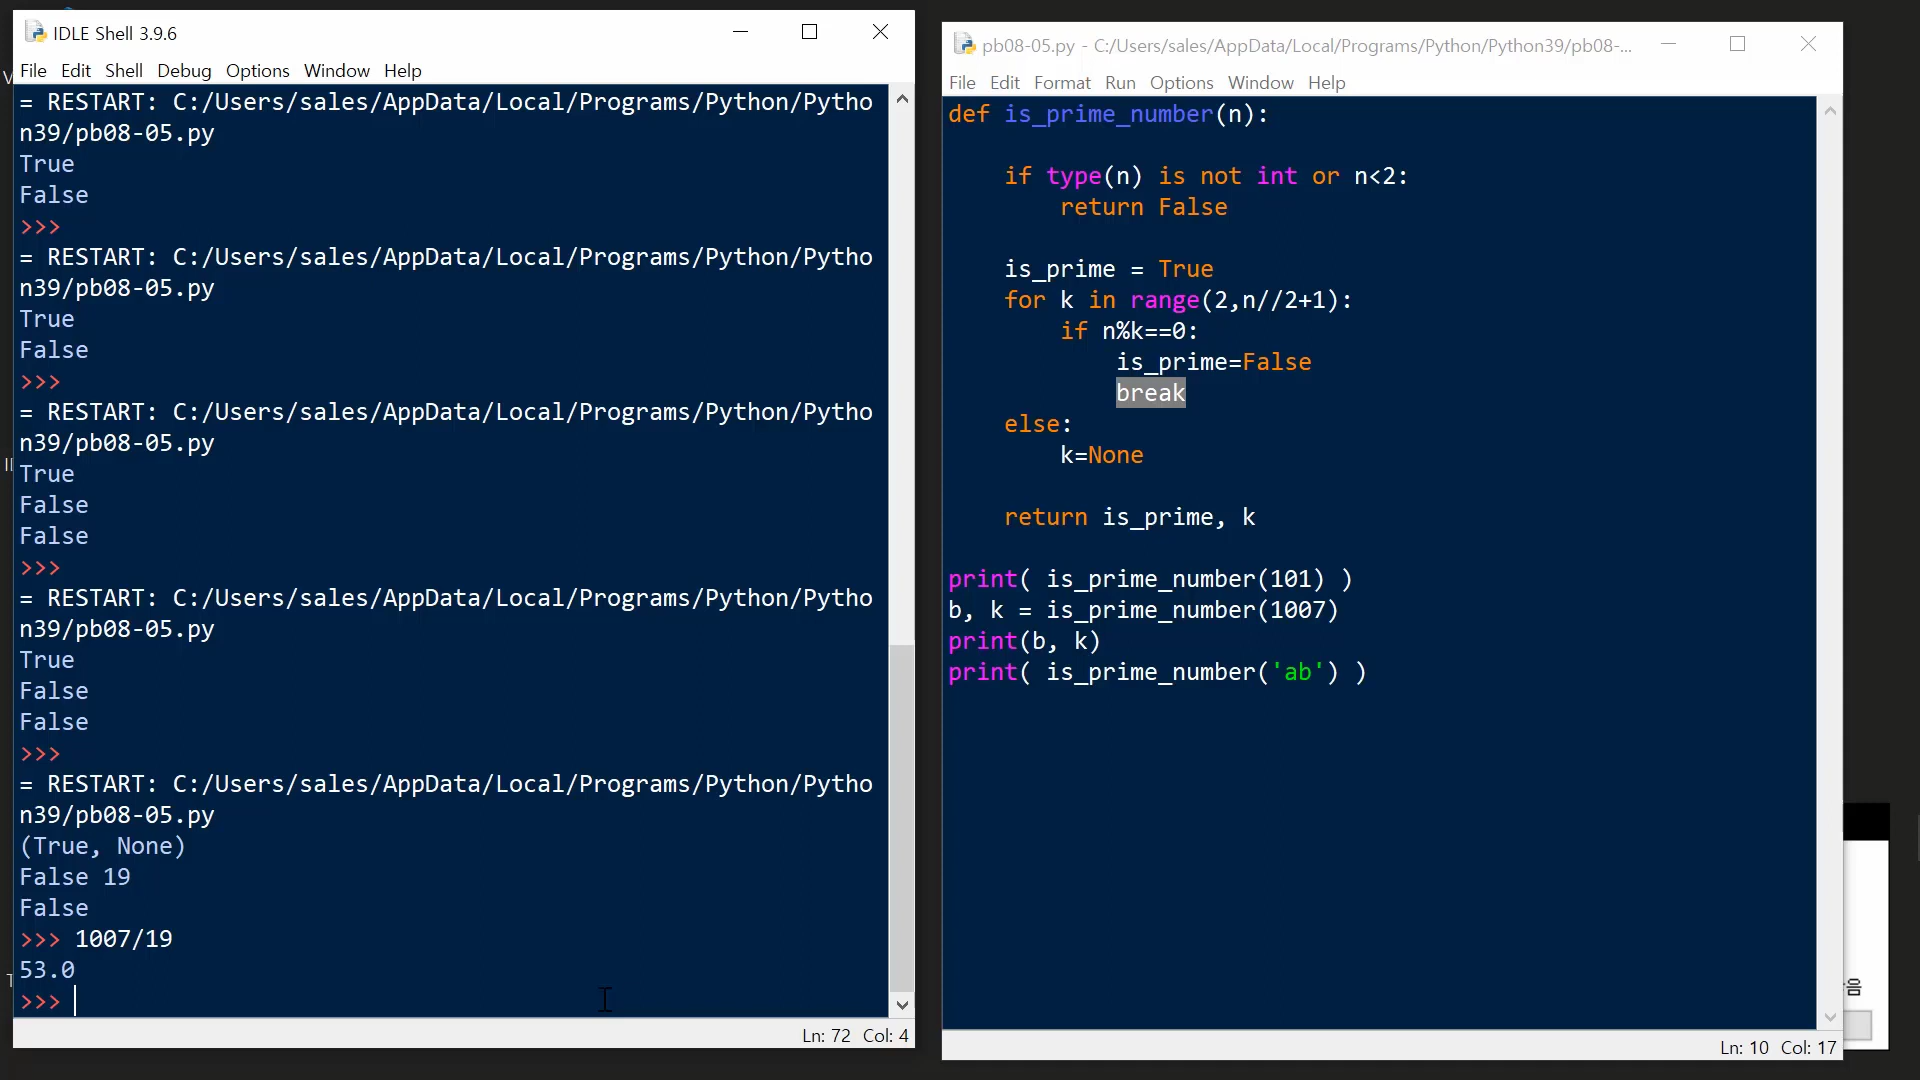 IDLE Shell 3.9.6
File Edit Shell Debug Options Window Help
= RESTART: C:/Users/sales/AppData/Local/Programs/Python/Pytho
n39/pb08-05.py
True
False
>>>
= RESTART: C:/Users/sales/AppData/Local/Programs/Python/Pytho
n39/pb08-05.py
True
False
>>>
= RESTART: C:/Users/sales/AppData/Local/Programs/Python/Pytho
n39/pb08-05.py
True
False
False
>>>
= RESTART: C:/Users/sales/AppData/Local/Programs/Python/Pytho
n39/pb08-05.py
True
False
False
>>>
= RESTART: C:/Users/sales/AppData/Local/Programs/Python/Pytho
n39/pb08-05.py
(True, None)
False 19
False
>>> 1007/19
53.0
>>>
Ln: 72 Col: 4
pb08-05.py - C:/Users/sales/AppData/Local/Programs/Python/Python39/pb08-...
File Edit Format Run Options Window Help
def is_prime_number(n):
    if type(n) is not int or n<2:
        return False
    is_prime = True
    for k in range(2,n//2+1):
        if n%k==0:
            is_prime=False
            break
    else:
        k=None
    return is_prime, k
print( is_prime_number(101) )
b, k = is_prime_number(1007)
print(b, k)
print( is_prime_number('ab') )
Ln: 10 Col: 17